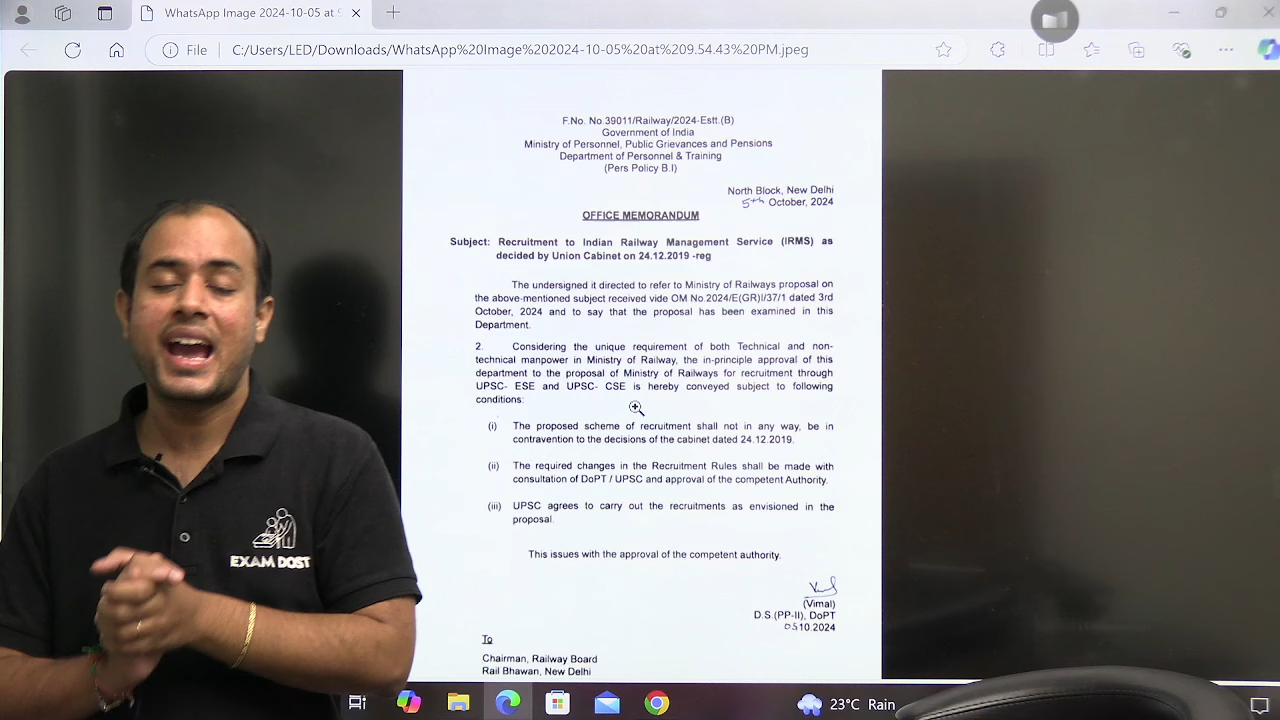 WhatsApp Image 2024-10-05 at 9
File
C:/Users/LED/Downloads/WhatsApp%20Image%202024-10-05%20at%209.54.43%20PM.jpeg
F.No. No.39011/Railway/2024-Estt.(B)
Government of India
Ministry of Personnel, Public Grievances and Pensions
Department of Personnel & Training
(Pers Policy B.I)
North Block, New Delhi
5th October, 2024
OFFICE MEMORANDUM
Subject: Recruitment to Indian Railway Management Service (IRMS) as
decided by Union Cabinet on 24.12.2019 -reg
The undersigned it directed to refer to Ministry of Railways proposal on
the above-mentioned subject received vide OM No.2024/E(GR)I/37/1 dated 3rd
October, 2024 and to say that the proposal has been examined in this
Department.
2. Considering the unique requirement of both Technical and non-
technical manpower in Ministry of Railway, the in-principle approval of this
department to the proposal of Ministry of Railways for recruitment through
UPSC- ESE and UPSC- CSE is hereby conveyed subject to following
conditions:
(i) The proposed scheme of recruitment shall not in any way, be in
contravention to the decisions of the cabinet dated 24.12.2019.
(ii) The required changes in the Recruitment Rules shall be made with
consultation of DoPT / UPSC and approval of the competent Authority.
(iii) UPSC agrees to carry out the recruitments as envisioned in the
proposal.
This issues with the approval of the competent authority.
(Vimal)
D.S.(PP-II), DoPT
05.10.2024
To
Chairman, Railway Board
Rail Bhawan, New Delhi
EXAM DOST
23°C Rain